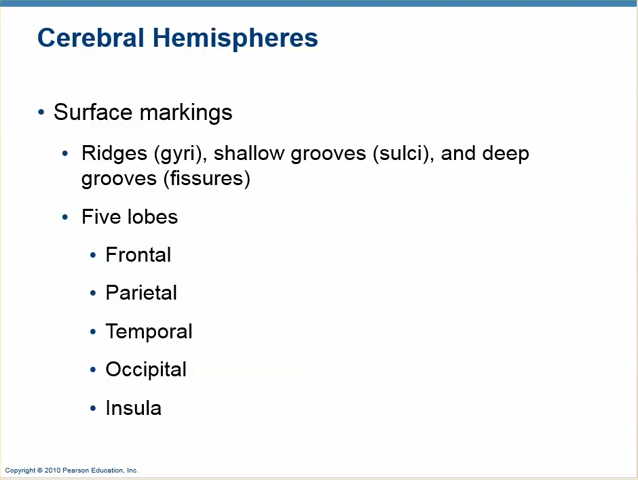 Cerebral Hemispheres
• Surface markings
• Ridges (gyri), shallow grooves (sulci), and deep
grooves (fissures)
• Five lobes
• Frontal
• Parietal
• Temporal
• Occipital
• Insula
Copyright © 2010 Pearson Education, Inc.